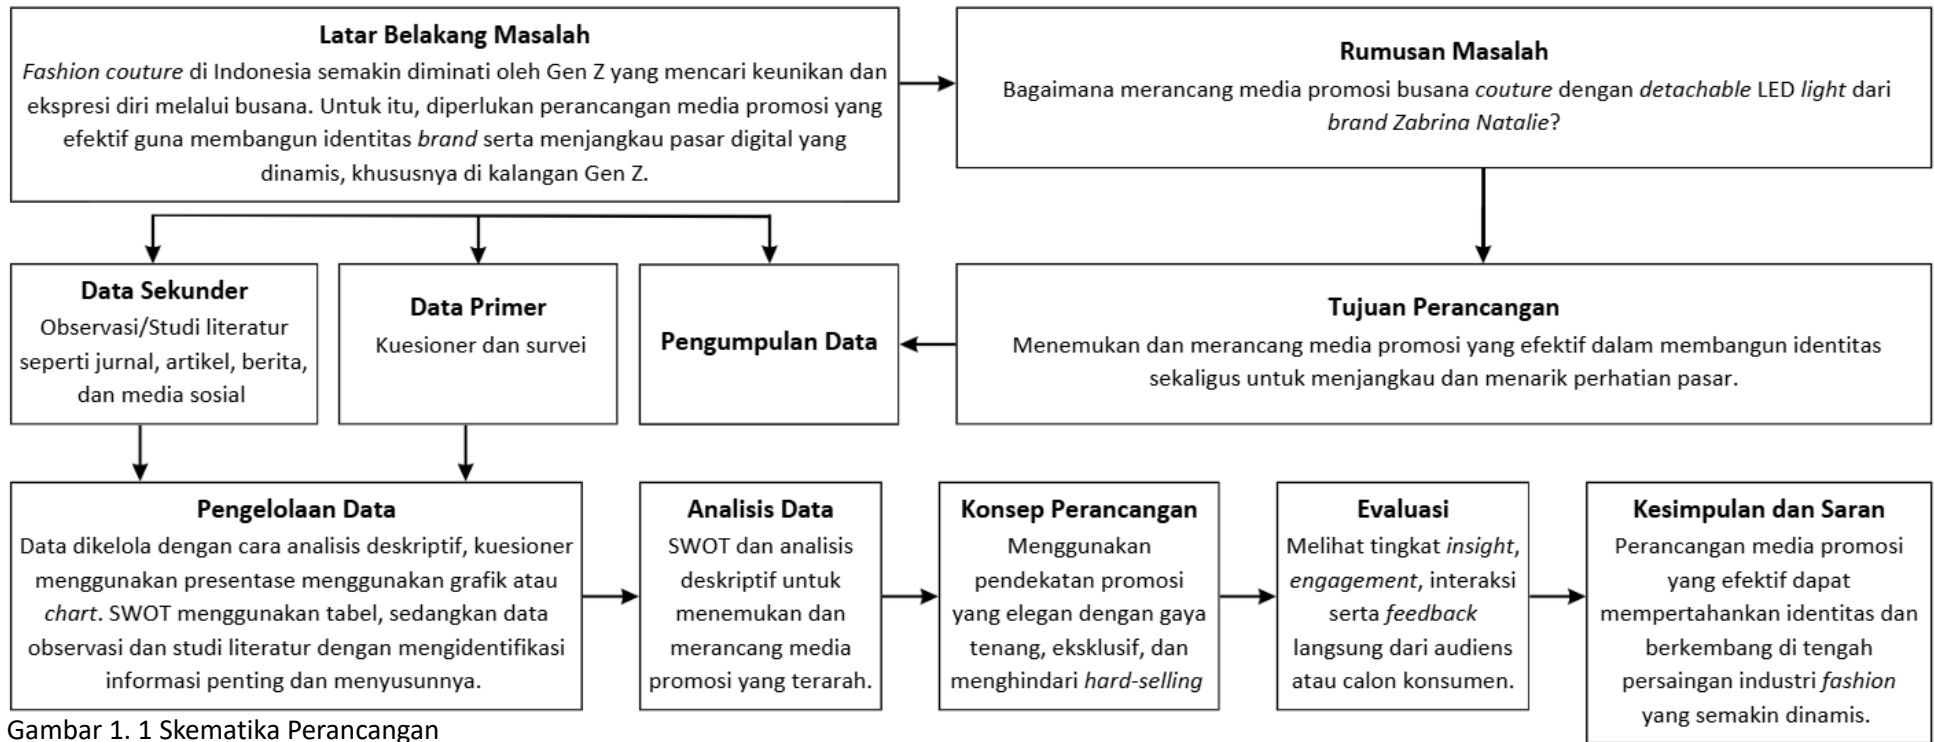 Latar Belakang Masalah
Fashion couture di Indonesia semakin diminati oleh Gen Z yang mencari keunikan dan
ekspresi diri melalui busana. Untuk itu, diperlukan perancangan media promosi yang
efektif guna membangun identitas brand serta menjangkau pasar digital yang
dinamis, khususnya di kalangan Gen Z.
Rumusan Masalah
Bagaimana merancang media promosi busana couture dengan detachable LED light dari
brand Zabrina Natalie?
Data Sekunder
Observasi/Studi literatur
seperti jurnal, artikel, berita,
dan media sosial
Data Primer
Kuesioner dan survei
Pengumpulan Data
Tujuan Perancangan
Menemukan dan merancang media promosi yang efektif dalam membangun identitas
sekaligus untuk menjangkau dan menarik perhatian pasar.
Pengelolaan Data
Data dikelola dengan cara analisis deskriptif, kuesioner
menggunakan presentase menggunakan grafik atau
chart. SWOT menggunakan tabel, sedangkan data
observasi dan studi literatur dengan mengidentifikasi
informasi penting dan menyusunnya.
Analisis Data
SWOT dan analisis
deskriptif untuk
menemukan dan
merancang media
promosi yang terarah.
Konsep Perancangan
Menggunakan
pendekatan promosi
yang elegan dengan gaya
tenang, eksklusif, dan
menghindari hard-selling
Evaluasi
Melihat tingkat insight,
engagement, interaksi
serta feedback
langsung dari audiens
atau calon konsumen.
Kesimpulan dan Saran
Perancangan media promosi
yang efektif dapat
mempertahankan identitas dan
berkembang di tengah
persaingan industri fashion
yang semakin dinamis.
Gambar 1. 1 Skematika Perancangan